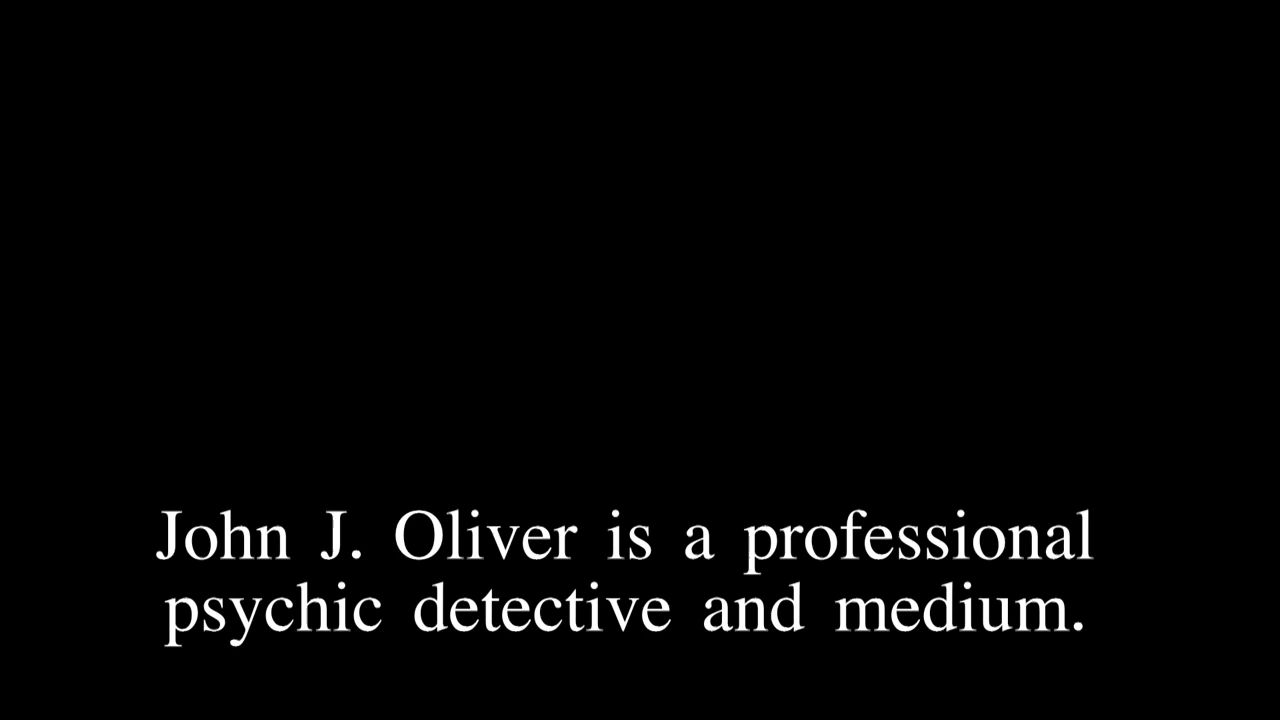 John J. Oliver is a professional
psychic detective and medium.